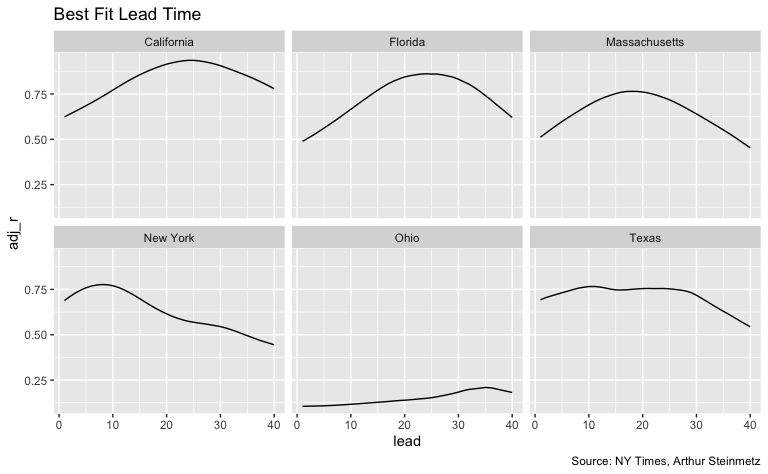 Best Fit Lead Time
California Florida Massachusetts
0.75
0.50
0.25
New York Ohio Texas
0.75
0.50
0.25
0 10 20 30 40 0 10 20 30 40 0 10 20 30 40
adj_r
lead
Source: NY Times, Arthur Steinmetz